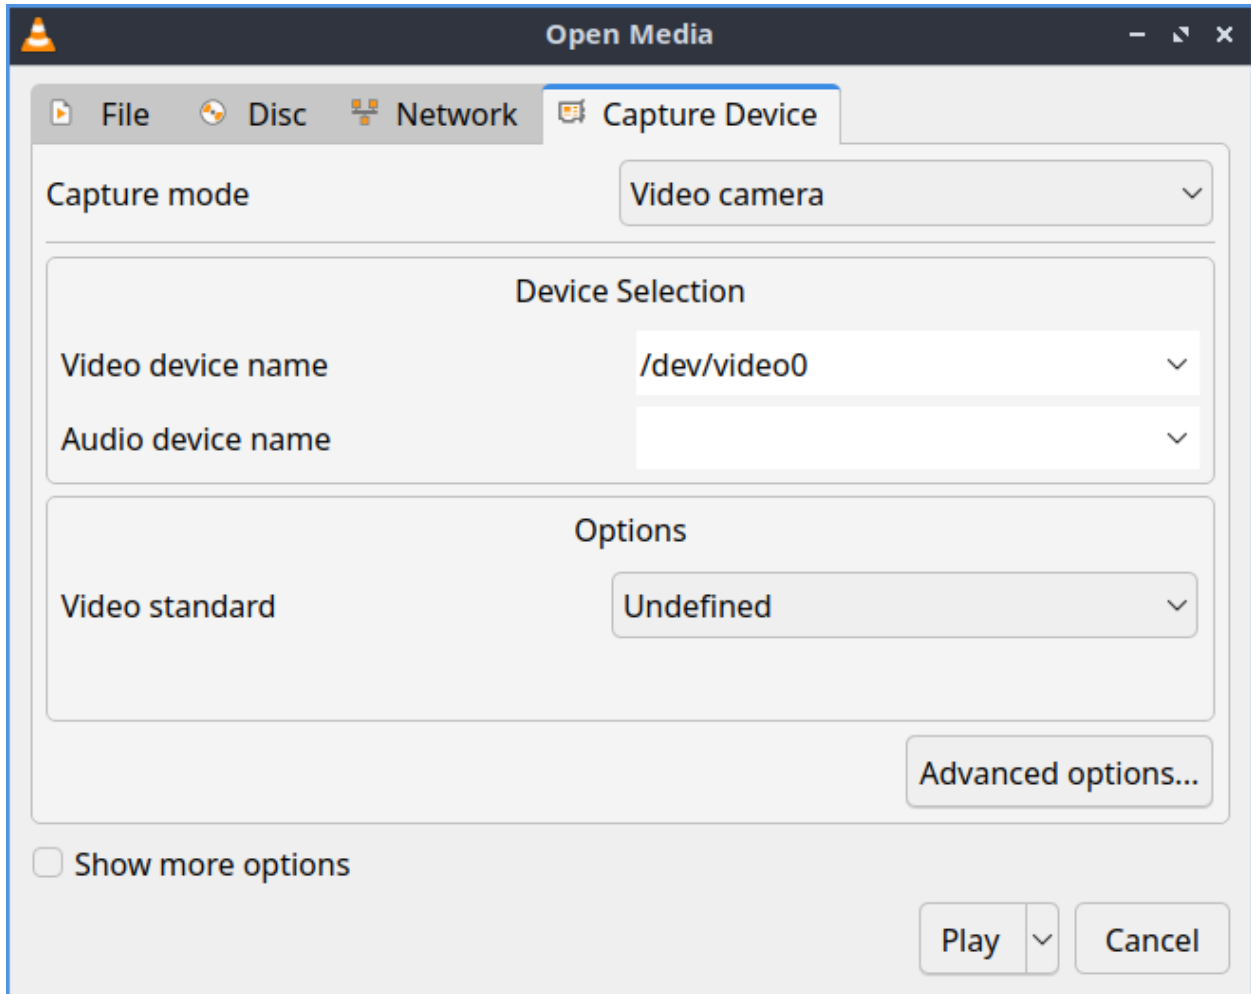 Open Media
File Disc Network Capture Device
Capture mode Video camera
Device Selection
Video device name /dev/video0
Audio device name
Options
Video standard Undefined
Advanced options...
Show more options
Play Cancel